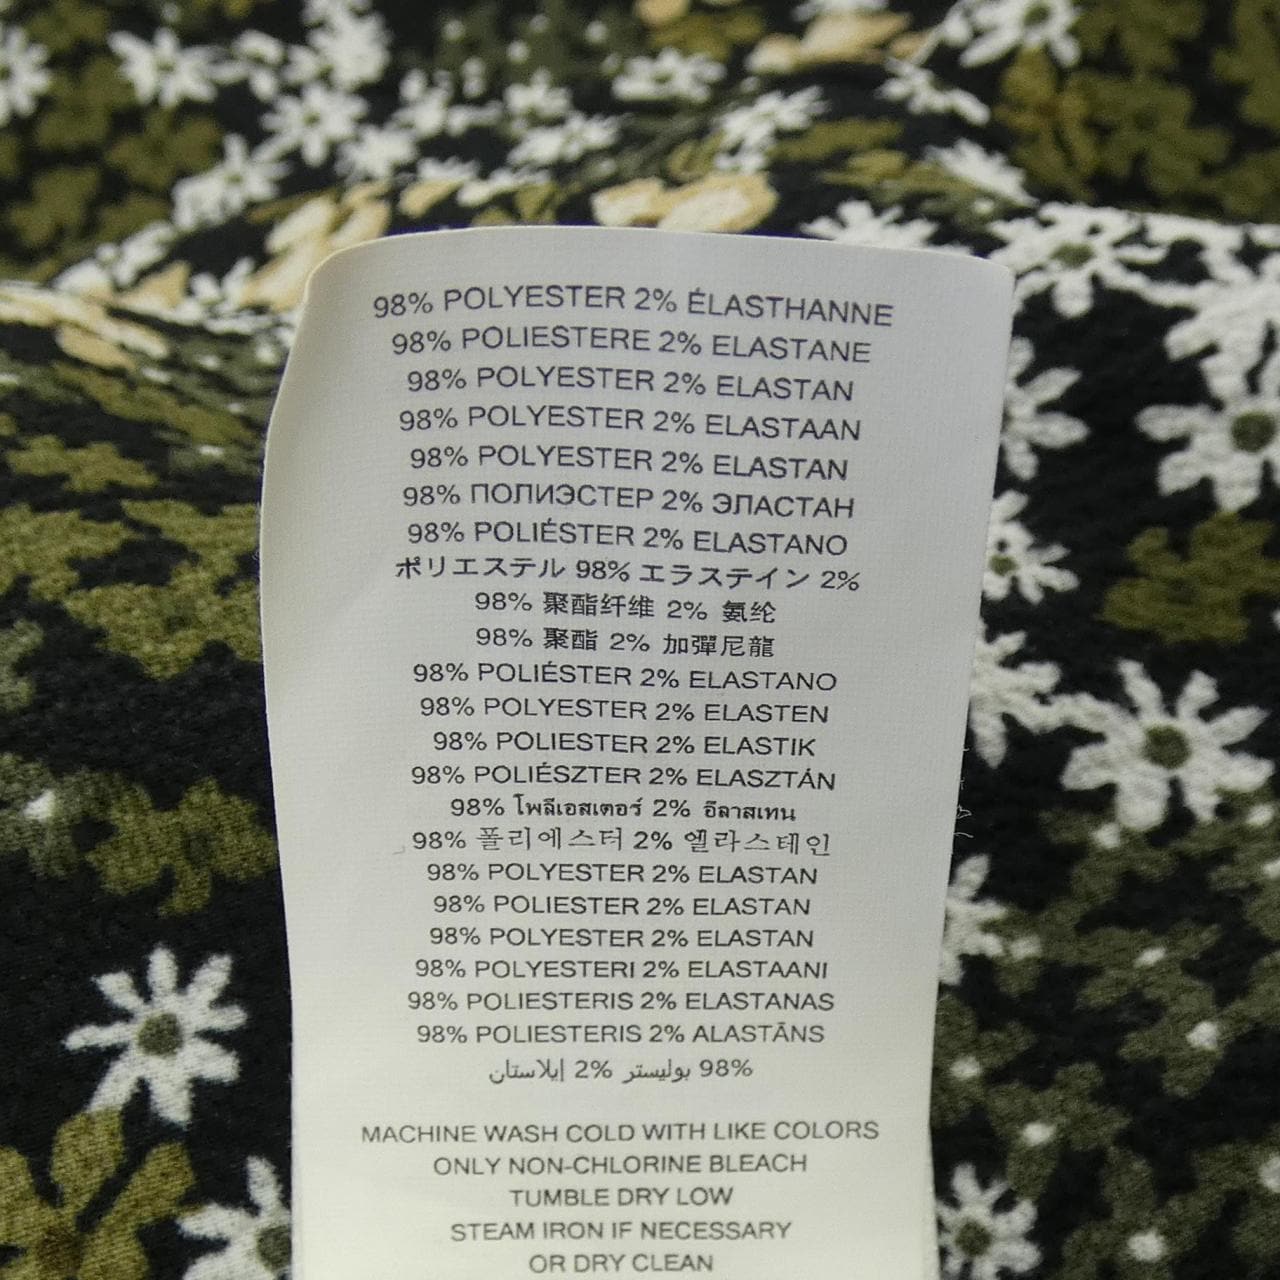 98% POLYESTER 2% ÉLASTHANNE
98% POLIESTERE 2% ELASTANE
98% POLYESTER 2% ELASTAN
98% POLYESTER 2% ELASTAAN
98% POLYESTER 2% ELASTAN
98% ПОЛИЭСТЕР 2% ЭЛАСТАН
98% POLIÉSTER 2% ELASTANO
ポリエステル 98% エラステイン 2%
98% 聚酯纤维 2% 氨纶
98% 聚酯 2% 加彈尼龍
98% POLIÉSTER 2% ELASTANO
98% POLYESTER 2% ELASTEN
98% POLIESTER 2% ELASTIK
98% POLIÉSZTER 2% ELASZTÁN
98% โพลีเอสเตอร์ 2% อีลาสเทน
98% 폴리에스터 2% 엘라스테인
98% POLYESTER 2% ELASTAN
98% POLIESTER 2% ELASTAN
98% POLYESTER 2% ELASTAN
98% POLYESTERI 2% ELASTAANI
98% POLIESTERIS 2% ELASTANAS
98% POLIESTERIS 2% ALASTĀNS
98% بوليستر 2% إيلاستان
MACHINE WASH COLD WITH LIKE COLORS
ONLY NON-CHLORINE BLEACH
TUMBLE DRY LOW
STEAM IRON IF NECESSARY
OR DRY CLEAN